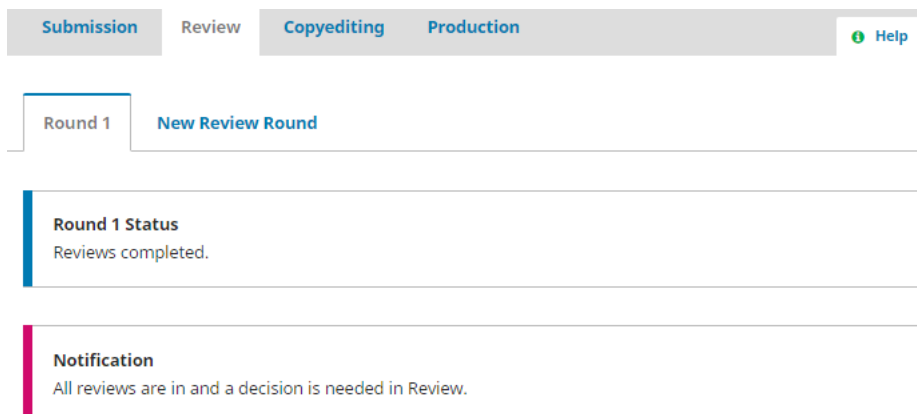 Submission Review Copyediting Production
Help
Round 1 New Review Round
Round 1 Status
Reviews completed.
Notification
All reviews are in and a decision is needed in Review.